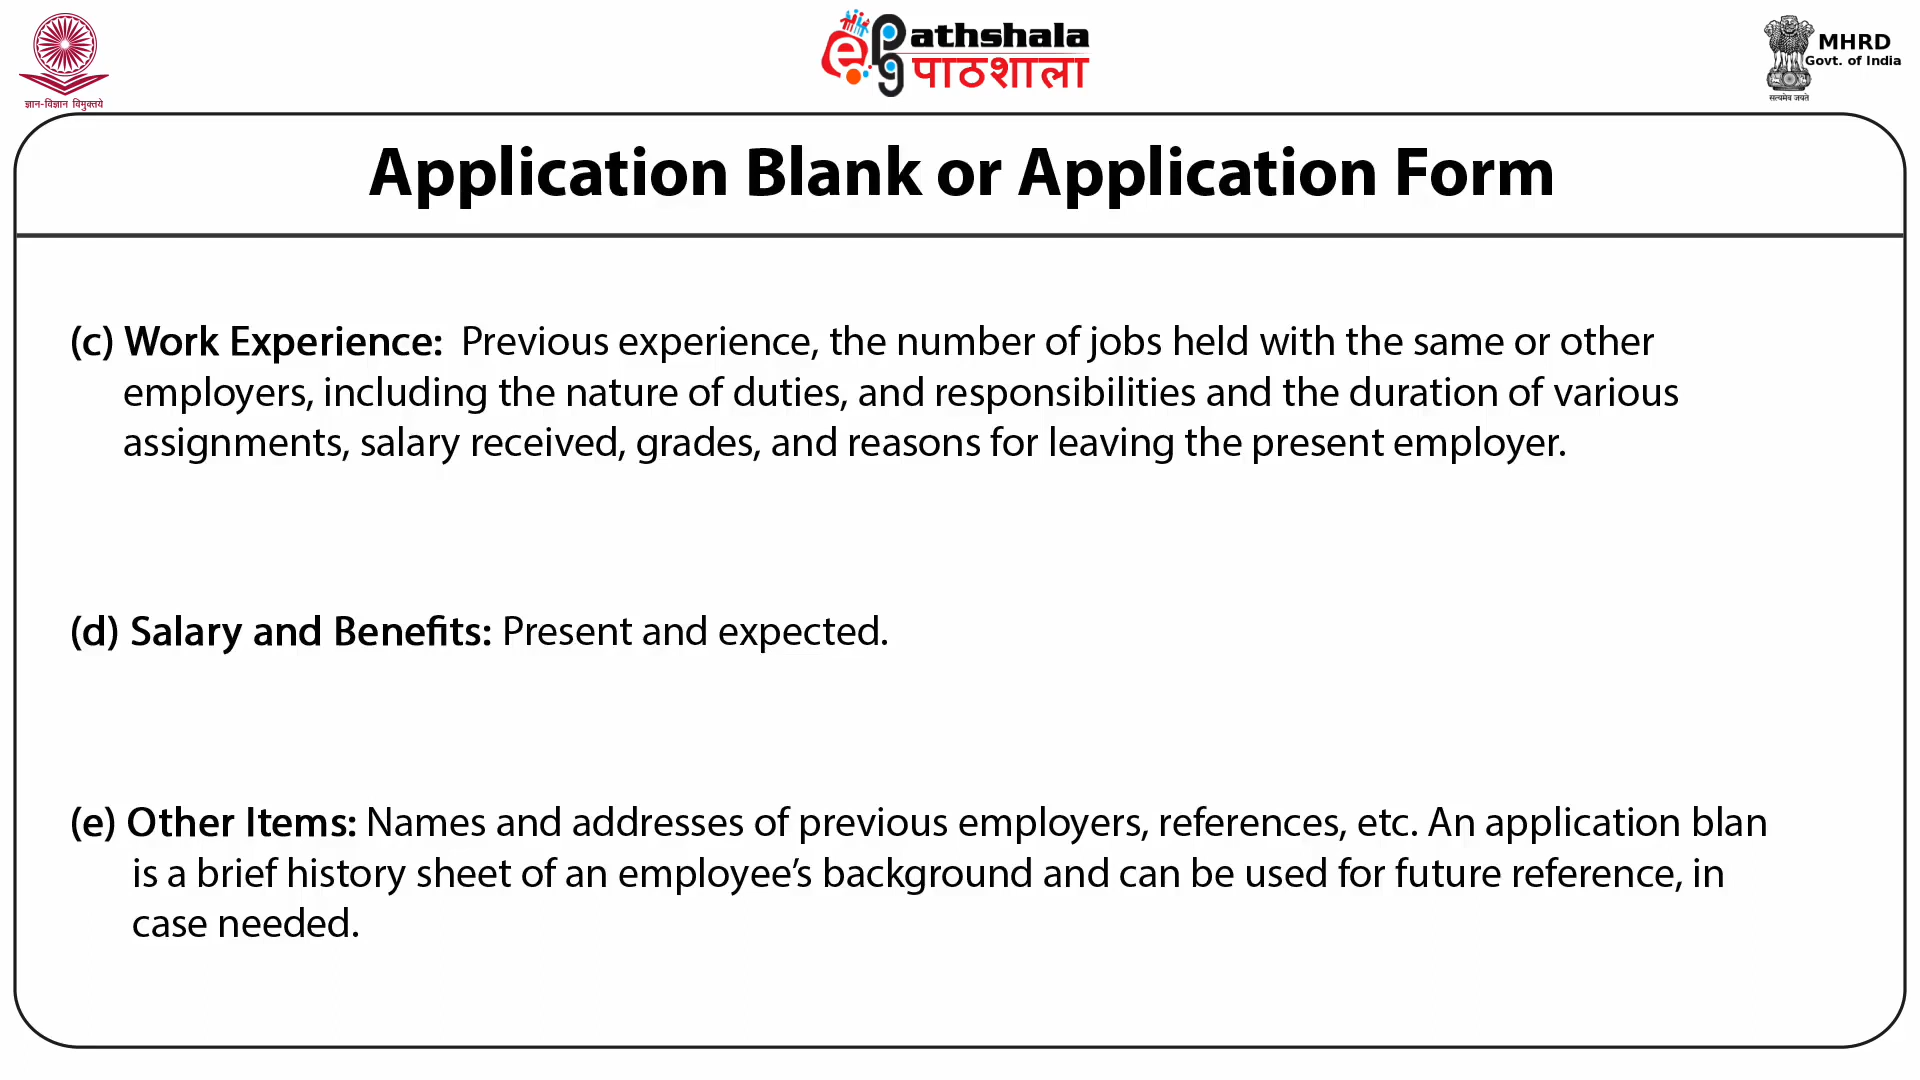 ज्ञान-विज्ञान विमुक्तये
ePathshala
पाठशाला
MHRD
Govt. of India
सत्यमेव जयते
Application Blank or Application Form
(c) Work Experience: Previous experience, the number of jobs held with the same or other
employers, including the nature of duties, and responsibilities and the duration of various
assignments, salary received, grades, and reasons for leaving the present employer.
(d) Salary and Benefits: Present and expected.
(e) Other Items: Names and addresses of previous employers, references, etc. An application blan
is a brief history sheet of an employee’s background and can be used for future reference, in
case needed.